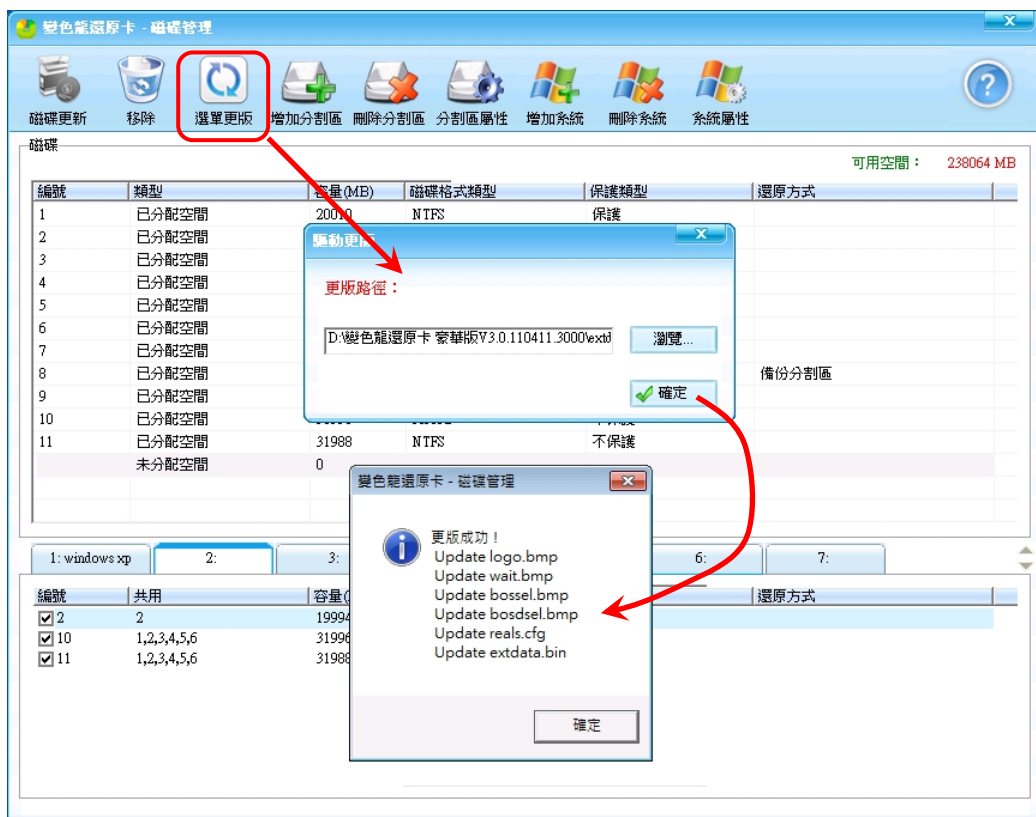 變色龍還原卡 - 磁碟管理
磁碟更新 移除 選單更版 增加分割區 刪除分割區 分割區屬性 增加系統 刪除系統 系統屬性
磁碟
可用空間： 238064 MB
編號 類型 容量(MB) 磁碟格式類型 保護類型 還原方式
1 已分配空間 20010 NTFS 保護
2 已分配空間
3 已分配空間
4 已分配空間
5 已分配空間
6 已分配空間
7 已分配空間
8 已分配空間 備份分割區
9 已分配空間
10 已分配空間
11 已分配空間 31988 NTFS 不保護
未分配空間 0
驅動更版
更版路徑：
D:\變色龍還原卡 豪華版V3.0.110411.3000\extd
瀏覽...
確定
變色龍還原卡 - 磁碟管理
更版成功！
Update logo.bmp
Update wait.bmp
Update bossel.bmp
Update bosdsel.bmp
Update reals.cfg
Update extdata.bin
確定
1: windows xp 2: 3: 6: 7:
編號 共用 容量( 還原方式
2 2 19994
10 1,2,3,4,5,6 31996
11 1,2,3,4,5,6 31988